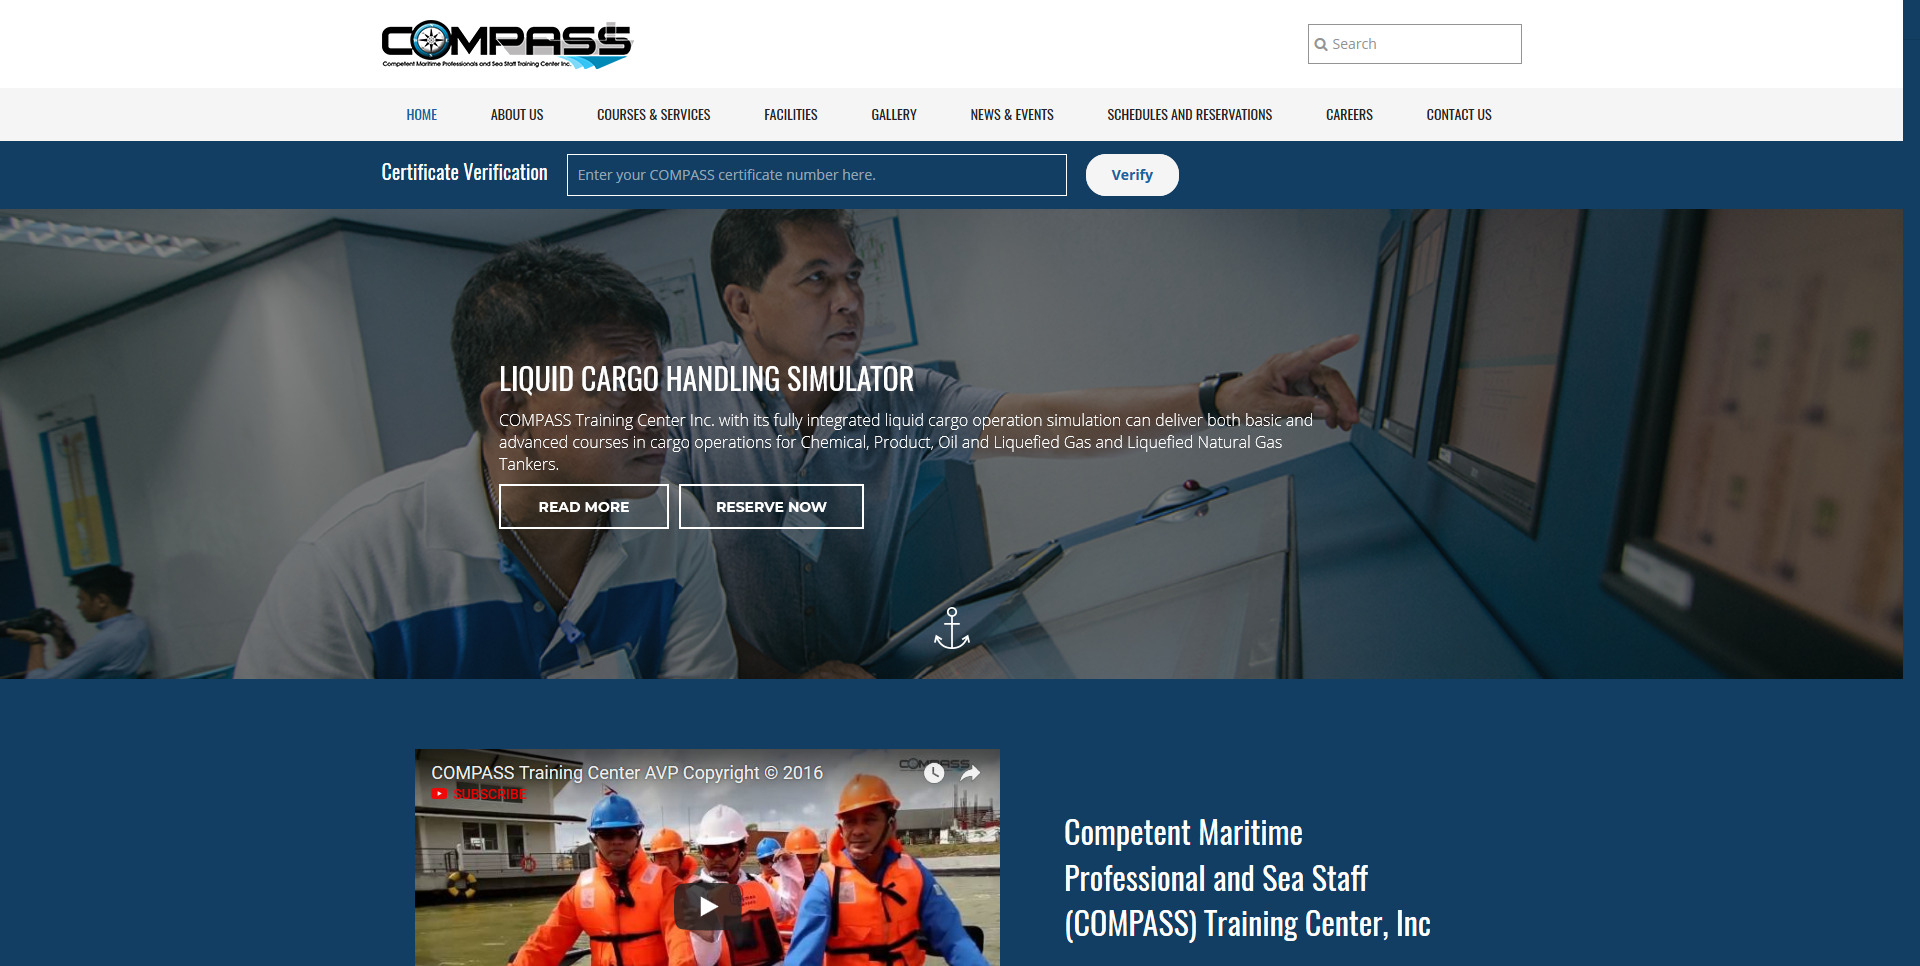 COMPASS
Competent Maritime Professionals and Sea Staff Training Center Inc.
Search
HOME
ABOUT US
COURSES & SERVICES
FACILITIES
GALLERY
NEWS & EVENTS
SCHEDULES AND RESERVATIONS
CAREERS
CONTACT US
Certificate Verification
Enter your COMPASS certificate number here.
Verify
LIQUID CARGO HANDLING SIMULATOR
COMPASS Training Center Inc. with its fully integrated liquid cargo operation simulation can deliver both basic and
advanced courses in cargo operations for Chemical, Product, Oil and Liquefied Gas and Liquefied Natural Gas
Tankers.
READ MORE
RESERVE NOW
COMPASS Training Center AVP Copyright © 2016
COMPASS
SUBSCRIBE
Competent Maritime
Professional and Sea Staff
(COMPASS) Training Center, Inc